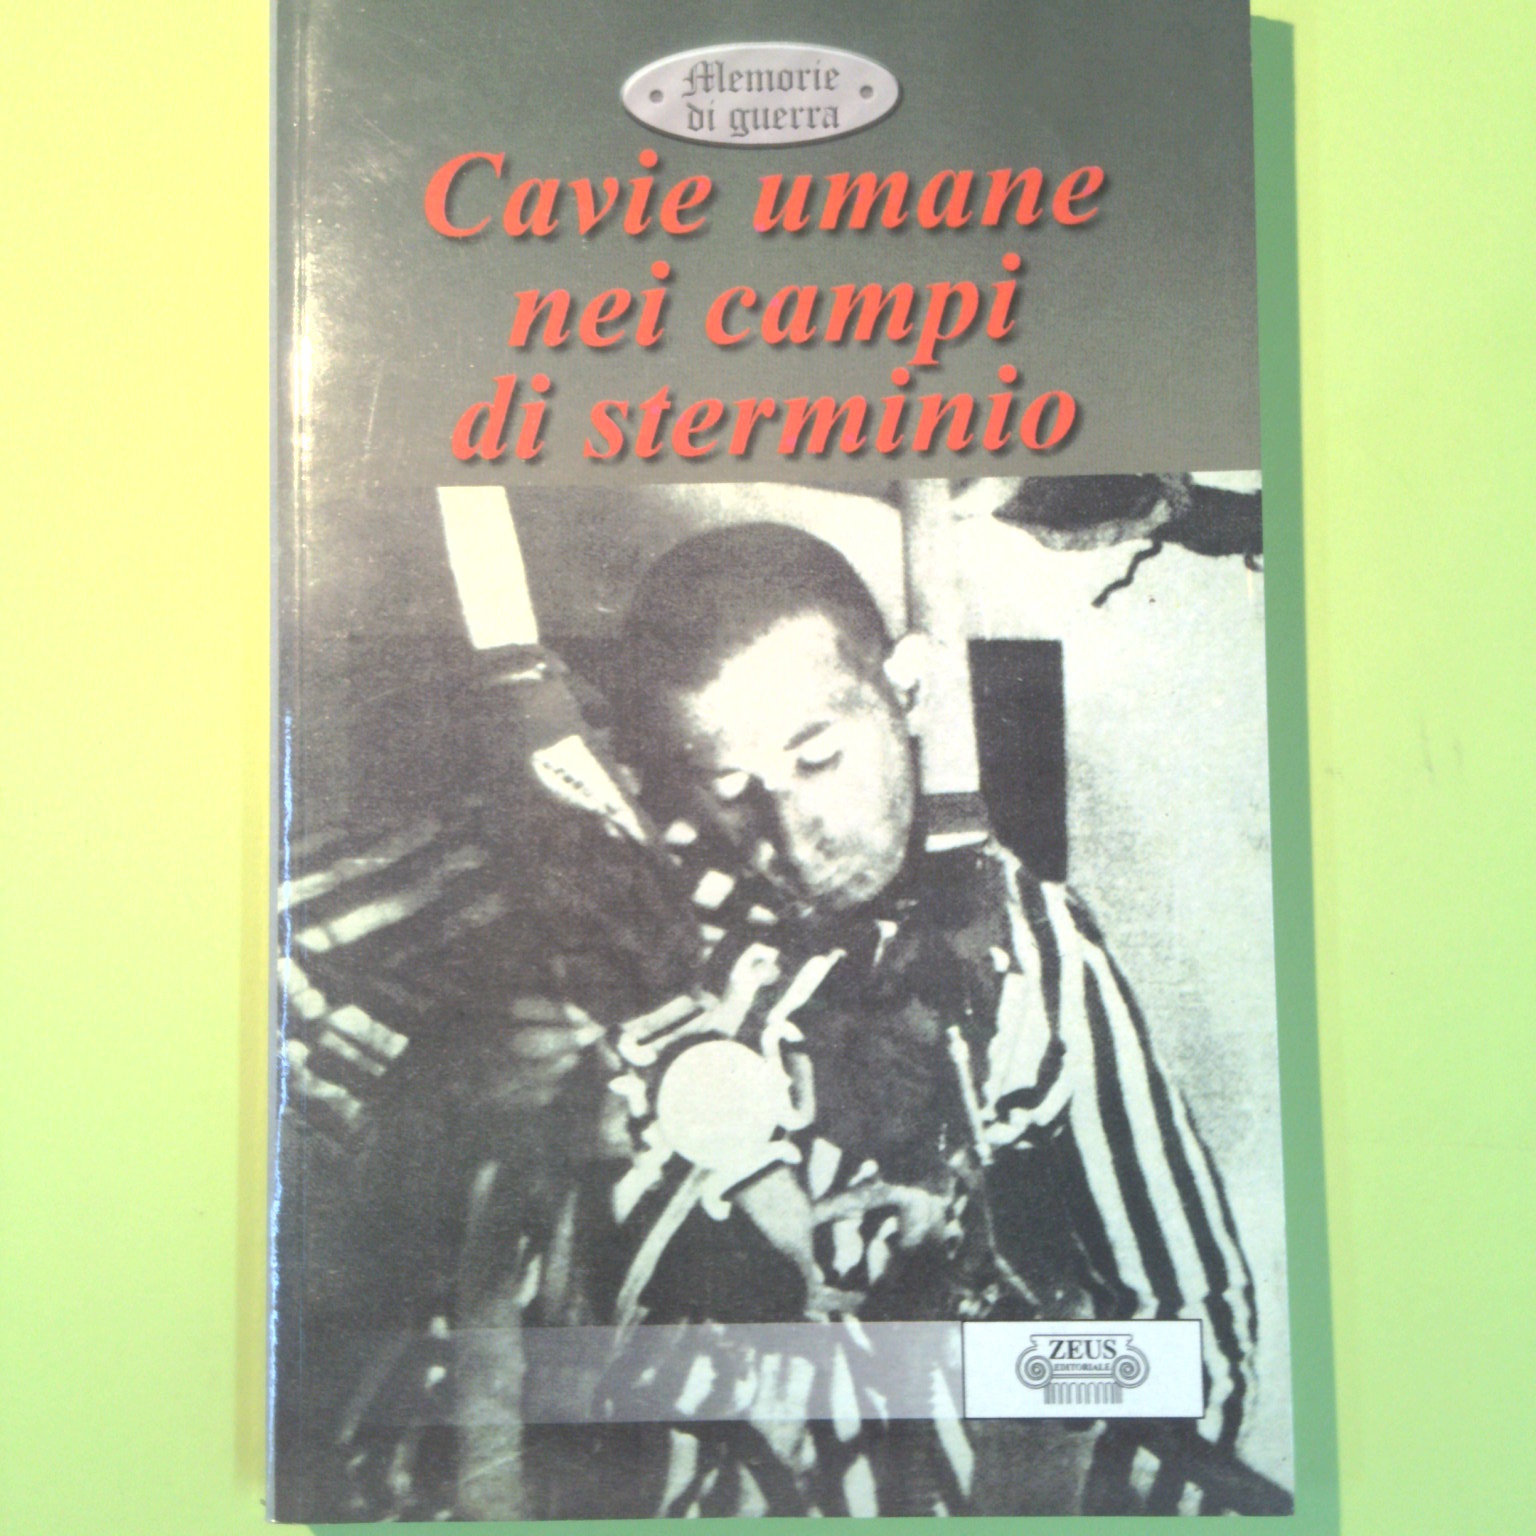 Memorie
di guerra
Cavie umane
nei campi
di sterminio
ZEUS
EDITORIALE